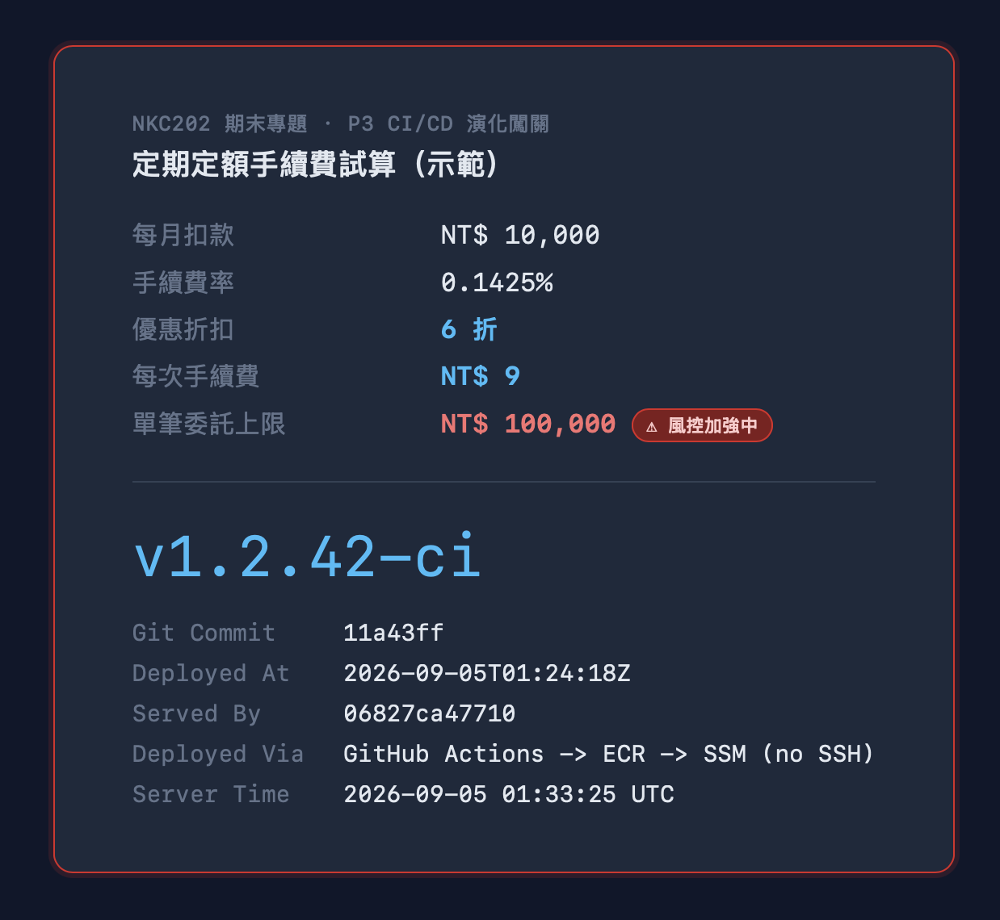 NKC202 期末專題 · P3 CI/CD 演化闖關
定期定額手續費試算（示範）
每月扣款 NT$ 10,000
手續費率 0.1425%
優惠折扣 6 折
每次手續費 NT$ 9
單筆委託上限 NT$ 100,000 ⚠ 風控加強中
v1.2.42-ci
Git Commit 11a43ff
Deployed At 2026-09-05T01:24:18Z
Served By 06827ca47710
Deployed Via GitHub Actions -> ECR -> SSM (no SSH)
Server Time 2026-09-05 01:33:25 UTC